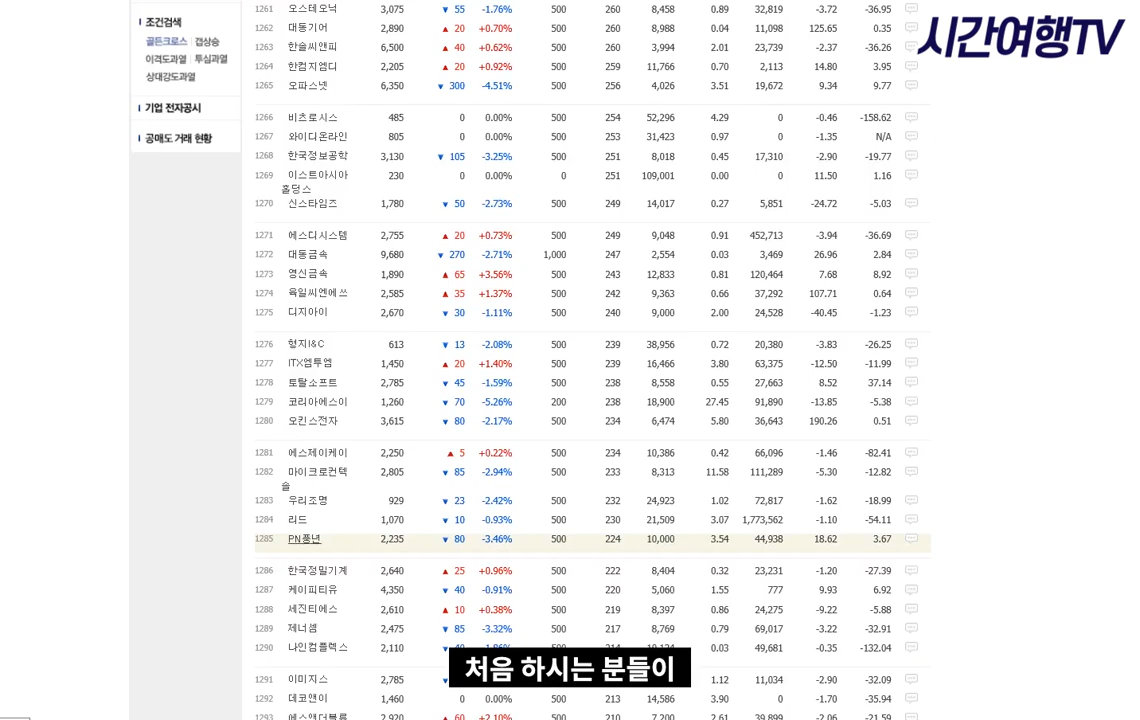 시간여행TV
조건검색
골든크로스 | 갭상승
이격도과열 | 투심과열
상대강도과열
기업 전자공시
공매도 거래 현황
1261 오스테오닉 3,075 ▼ 55 -1.76% 500 260 8,458 0.89 32,819 -3.72 -36.95
1262 대동기어 2,890 ▲ 20 +0.70% 500 260 8,988 0.04 11,098 125.65 0.35
1263 한솔씨앤피 6,500 ▲ 40 +0.62% 500 260 3,994 2.01 23,739 -2.37 -36.26
1264 한컴지엠디 2,205 ▲ 20 +0.92% 500 259 11,766 0.70 2,113 14.80 3.95
1265 오파스넷 6,350 ▼ 300 -4.51% 500 256 4,026 3.51 19,672 9.34 9.77
1266 비츠로시스 485 0 0.00% 500 254 52,296 4.29 0 -0.46 -158.62
1267 와이디온라인 805 0 0.00% 500 253 31,423 0.97 0 -1.35 N/A
1268 한국정보공학 3,130 ▼ 105 -3.25% 500 251 8,018 0.45 17,310 -2.90 -19.77
1269 이스트아시아 230 0 0.00% 0 251 109,001 0.00 0 11.50 1.16
홀딩스
1270 신스타임즈 1,780 ▼ 50 -2.73% 500 249 14,017 0.27 5,851 -24.72 -5.03
1271 에스디시스템 2,755 ▲ 20 +0.73% 500 249 9,048 0.91 452,713 -3.94 -36.69
1272 대동금속 9,680 ▼ 270 -2.71% 1,000 247 2,554 0.03 3,469 26.96 2.84
1273 영신금속 1,890 ▲ 65 +3.56% 500 243 12,833 0.81 120,464 7.68 8.92
1274 육일씨엔에쓰 2,585 ▲ 35 +1.37% 500 242 9,363 0.66 37,292 107.71 0.64
1275 디지아이 2,670 ▼ 30 -1.11% 500 240 9,000 2.00 24,528 -40.45 -1.23
1276 형지I&C 613 ▼ 13 -2.08% 500 239 38,956 0.72 20,380 -3.83 -26.25
1277 ITX엠투엠 1,450 ▲ 20 +1.40% 500 239 16,466 3.80 63,375 -12.50 -11.99
1278 토탈소프트 2,785 ▼ 45 -1.59% 500 238 8,558 0.55 27,663 8.52 37.14
1279 코리아에스이 1,260 ▼ 70 -5.26% 200 238 18,900 27.45 91,890 -13.85 -5.38
1280 오킨스전자 3,615 ▼ 80 -2.17% 500 234 6,474 5.80 36,643 190.26 0.51
1281 에스제이케이 2,250 ▲ 5 +0.22% 500 234 10,386 0.42 66,096 -1.46 -82.41
1282 마이크로컨텍 2,805 ▼ 85 -2.94% 500 233 8,313 11.58 111,289 -5.30 -12.82
솔
1283 우리조명 929 ▼ 23 -2.42% 500 232 24,923 1.02 72,817 -1.62 -18.99
1284 리드 1,070 ▼ 10 -0.93% 500 230 21,509 3.07 1,773,562 -1.10 -54.11
1285 PN풍년 2,235 ▼ 80 -3.46% 500 224 10,000 3.54 44,938 18.62 3.67
1286 한국정밀기계 2,640 ▲ 25 +0.96% 500 222 8,404 0.32 23,231 -1.20 -27.39
1287 케이피티유 4,350 ▼ 40 -0.91% 500 220 5,060 1.55 777 9.93 6.92
1288 세진티에스 2,610 ▲ 10 +0.38% 500 219 8,397 0.86 24,275 -9.22 -5.88
1289 제너셈 2,475 ▼ 85 -3.32% 500 217 8,769 0.79 69,017 -3.22 -32.91
1290 나인컴플렉스 2,110 ▼ 0.03 49,681 -0.35 -132.04
처음 하시는 분들이
1291 이미지스 2,785 ▼ 1.12 11,034 -2.90 -32.09
1292 데코앤이 1,460 0 0.00% 500 213 14,586 3.90 0 -1.70 -35.94
1293 에스앤더블류 2,920 ▲ 60 +2.10% 500 210 7,200 2.61 39,899 -2.06 -21.59